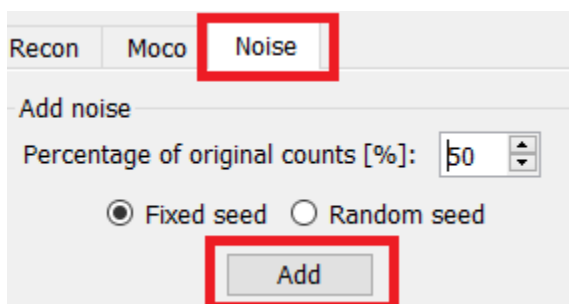 Recon Moco Noise
Add noise
Percentage of original counts [%]: 50
Fixed seed Random seed
Add